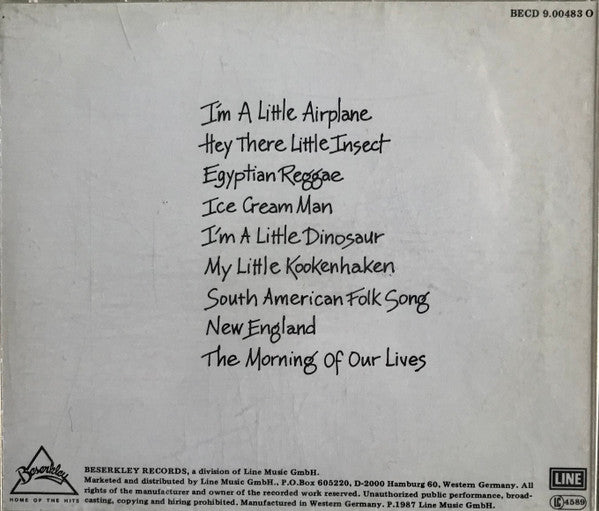 BECD 9.00483 O
I'm A Little Airplane
Hey There Little Insect
Egyptian Reggae
Ice Cream Man
I'm A Little Dinosaur
My Little Kookenhaken
South American Folk Song
New England
The Morning Of Our Lives
Beserkley
HOME OF THE HITS
BESERKLEY RECORDS, a division of Line Music GmbH.
Marketed and distributed by Line Music GmbH., P.O.Box 605220, D-2000 Hamburg 60, Western Germany. All
rights of the manufacturer and owner of the recorded work reserved. Unauthorized public performance, broad-
casting, copying and hiring prohibited. Manufactured in Western Germany. P.1987 Line Music GmbH.
LINE
LC 4589